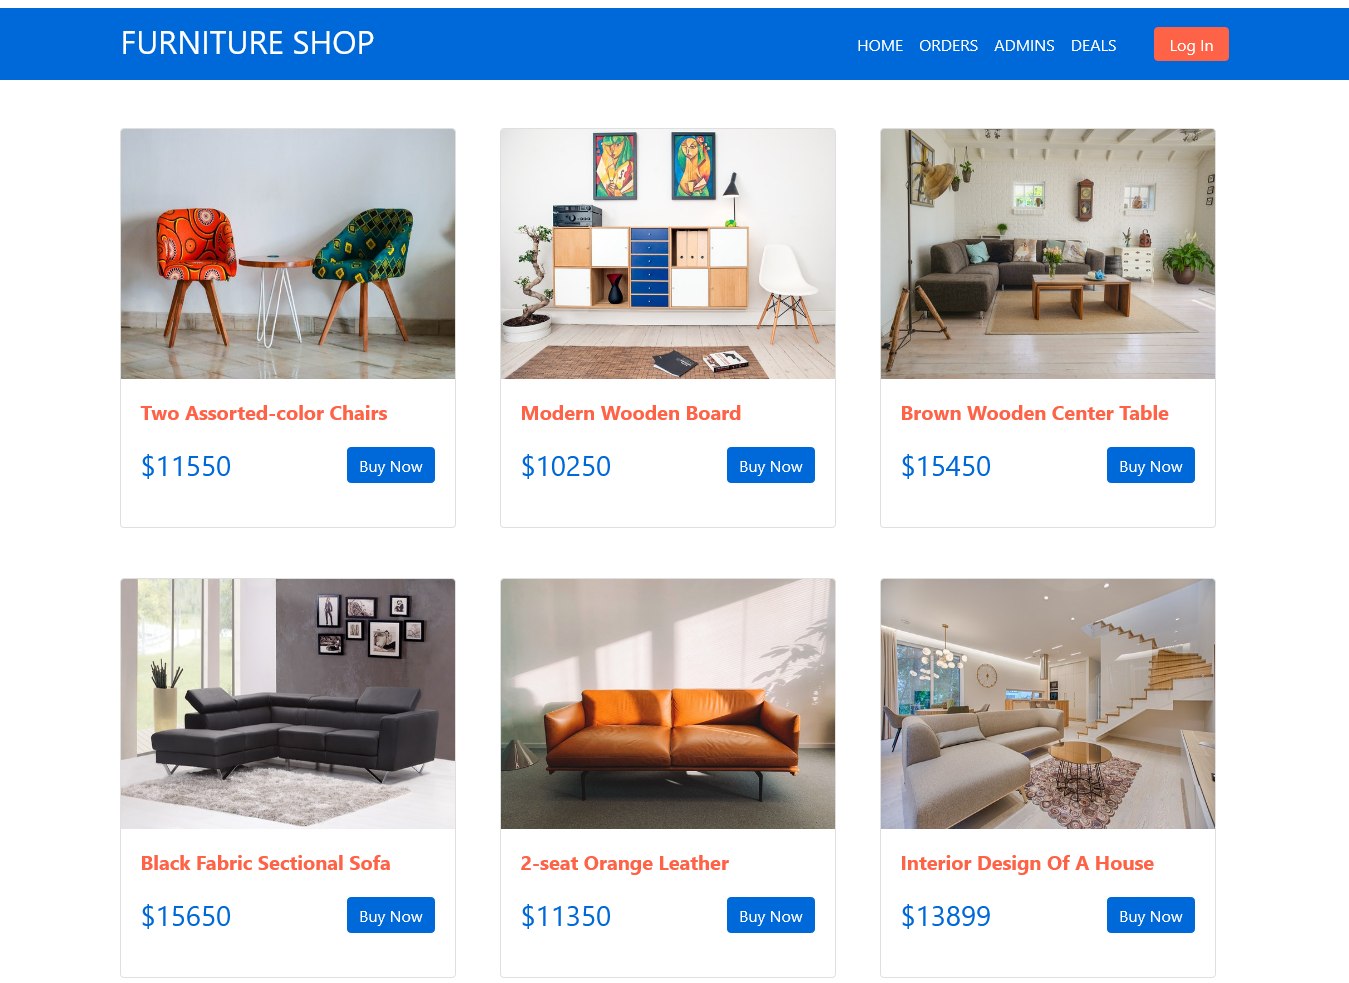 FURNITURE SHOP
HOME ORDERS ADMINS DEALS Log In
Two Assorted-color Chairs
$11550 Buy Now
Modern Wooden Board
$10250 Buy Now
Brown Wooden Center Table
$15450 Buy Now
Black Fabric Sectional Sofa
$15650 Buy Now
2-seat Orange Leather
$11350 Buy Now
Interior Design Of A House
$13899 Buy Now